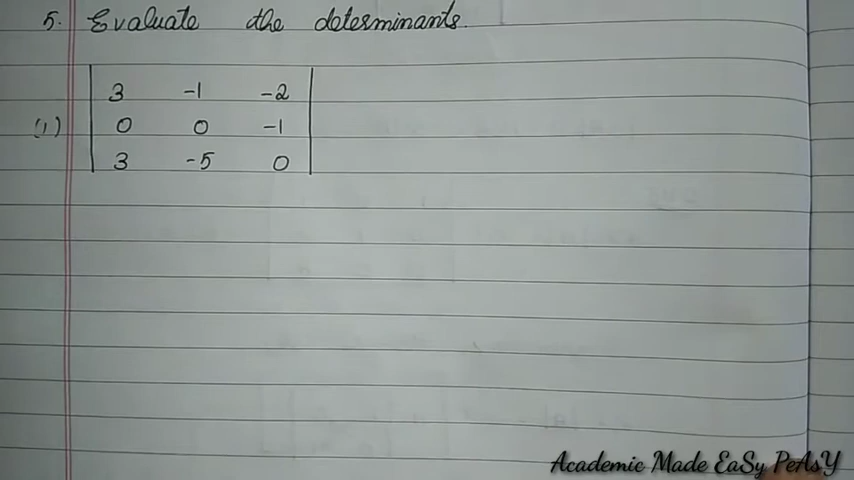 5. Evaluate the determinants.
3 -1 -2
(i) 0 0 -1
3 -5 0
Academic Made EaSy PeAsY